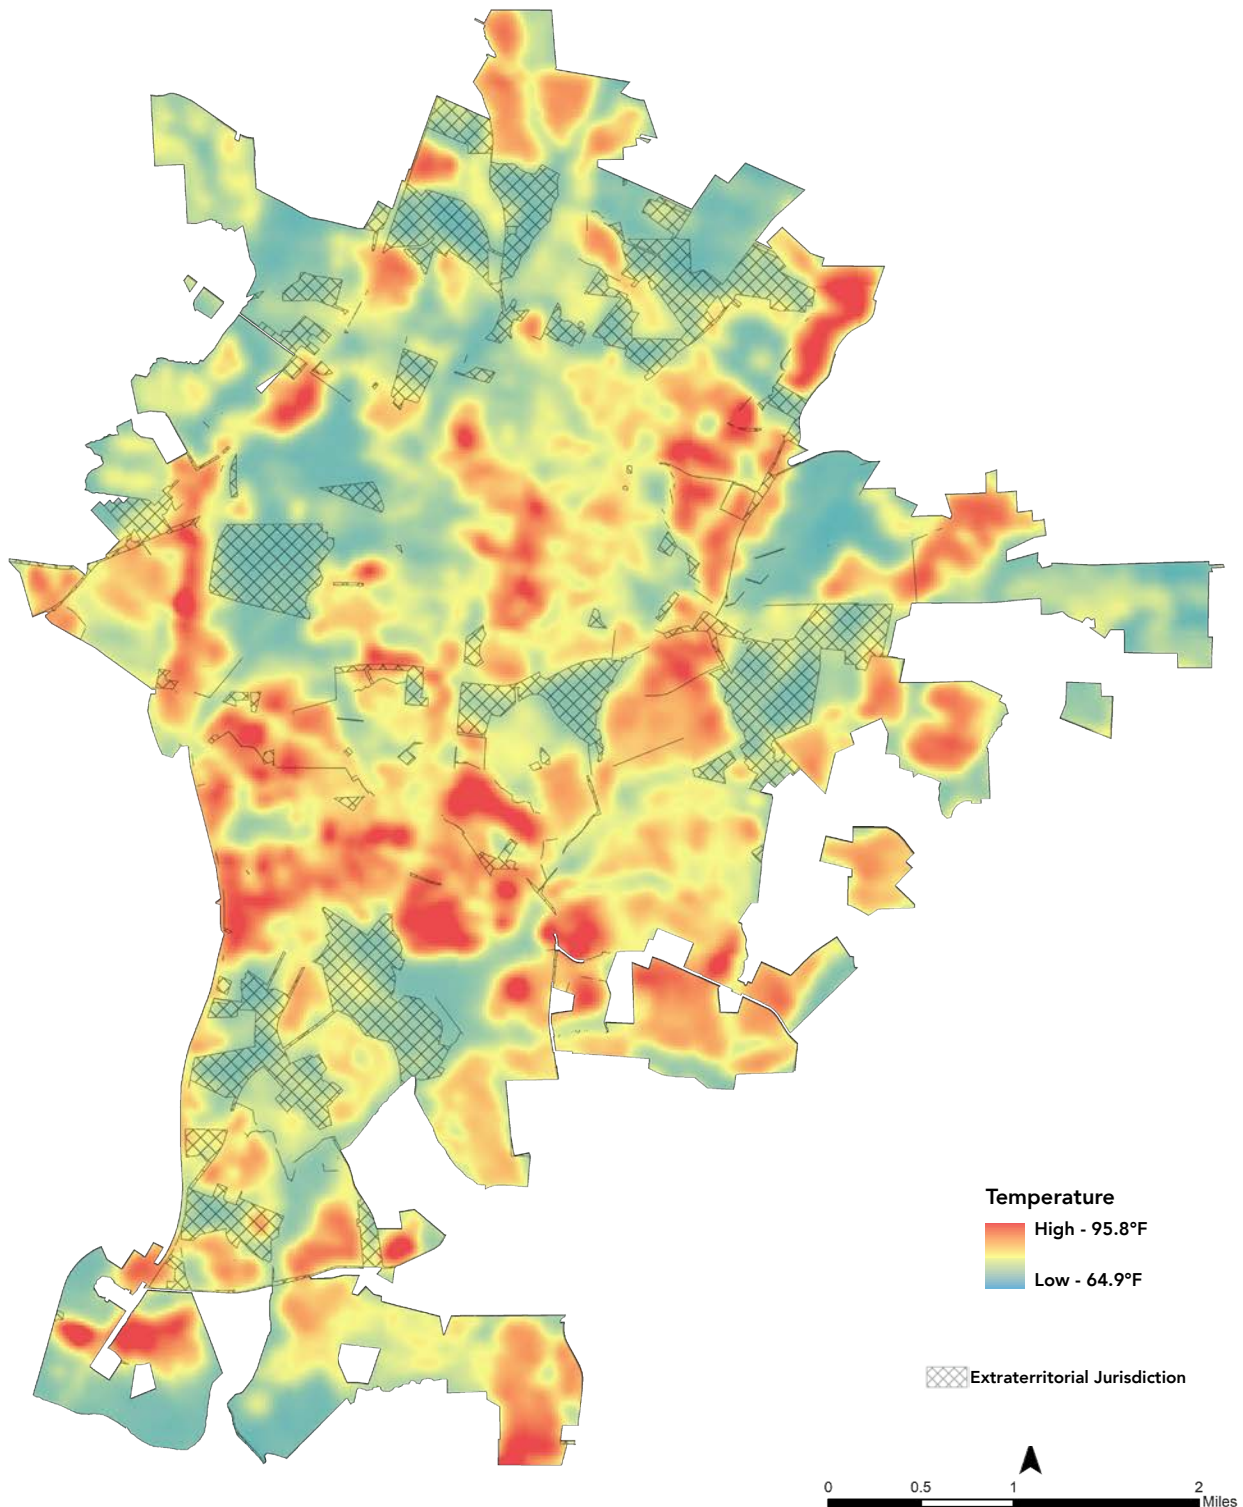 Temperature
High - 95.8°F
Low - 64.9°F
Extraterritorial Jurisdiction
0 0.5 1 2
Miles